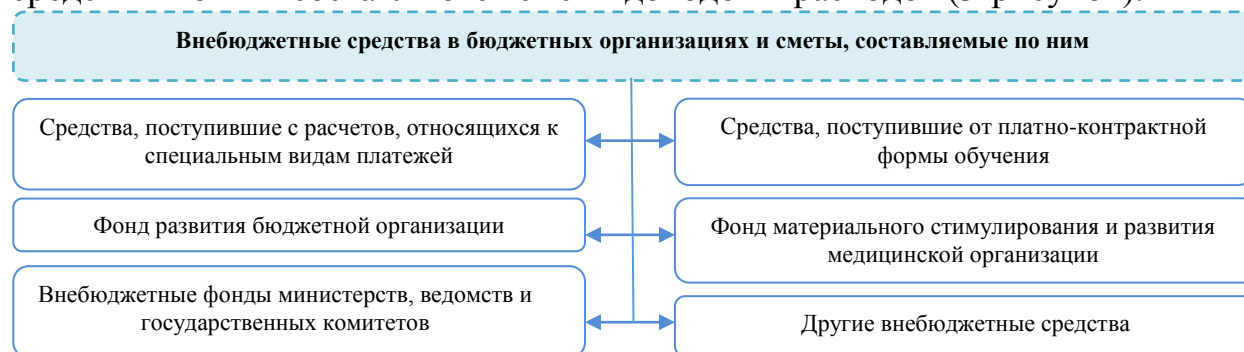 Внебюджетные средства в бюджетных организациях и сметы, составляемые по ним
Средства, поступившие с расчетов, относящихся к
специальным видам платежей
Средства, поступившие от платно-контрактной
формы обучения
Фонд развития бюджетной организации
Фонд материального стимулирования и развития
медицинской организации
Внебюджетные фонды министерств, ведомств и
государственных комитетов
Другие внебюджетные средства